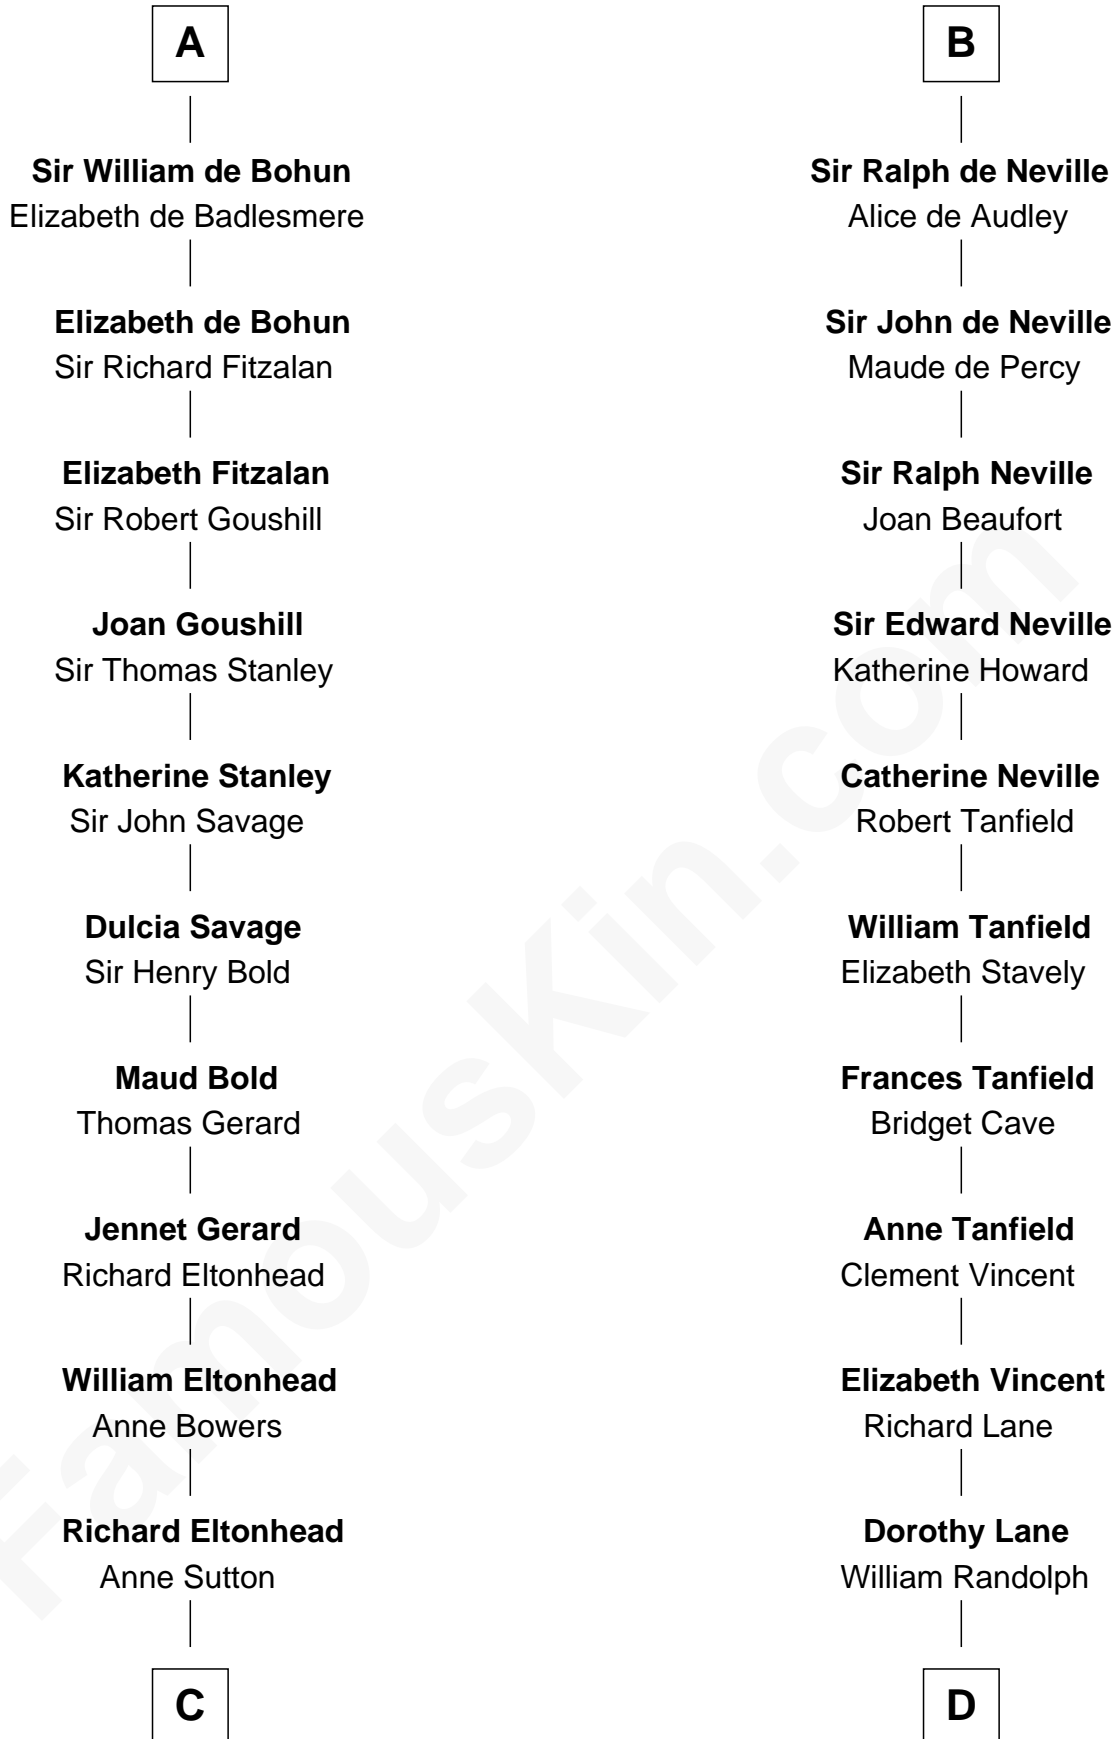 A
Sir William de Bohun
Elizabeth de Badlesmere
Elizabeth de Bohun
Sir Richard Fitzalan
Elizabeth Fitzalan
Sir Robert Goushill
Joan Goushill
Sir Thomas Stanley
Katherine Stanley
Sir John Savage
Dulcia Savage
Sir Henry Bold
Maud Bold
Thomas Gerard
Jennet Gerard
Richard Eltonhead
William Eltonhead
Anne Bowers
Richard Eltonhead
Anne Sutton
C
B
Sir Ralph de Neville
Alice de Audley
Sir John de Neville
Maude de Percy
Sir Ralph Neville
Joan Beaufort
Sir Edward Neville
Katherine Howard
Catherine Neville
Robert Tanfield
William Tanfield
Elizabeth Stavely
Frances Tanfield
Bridget Cave
Anne Tanfield
Clement Vincent
Elizabeth Vincent
Richard Lane
Dorothy Lane
William Randolph
D
FamousKin.com